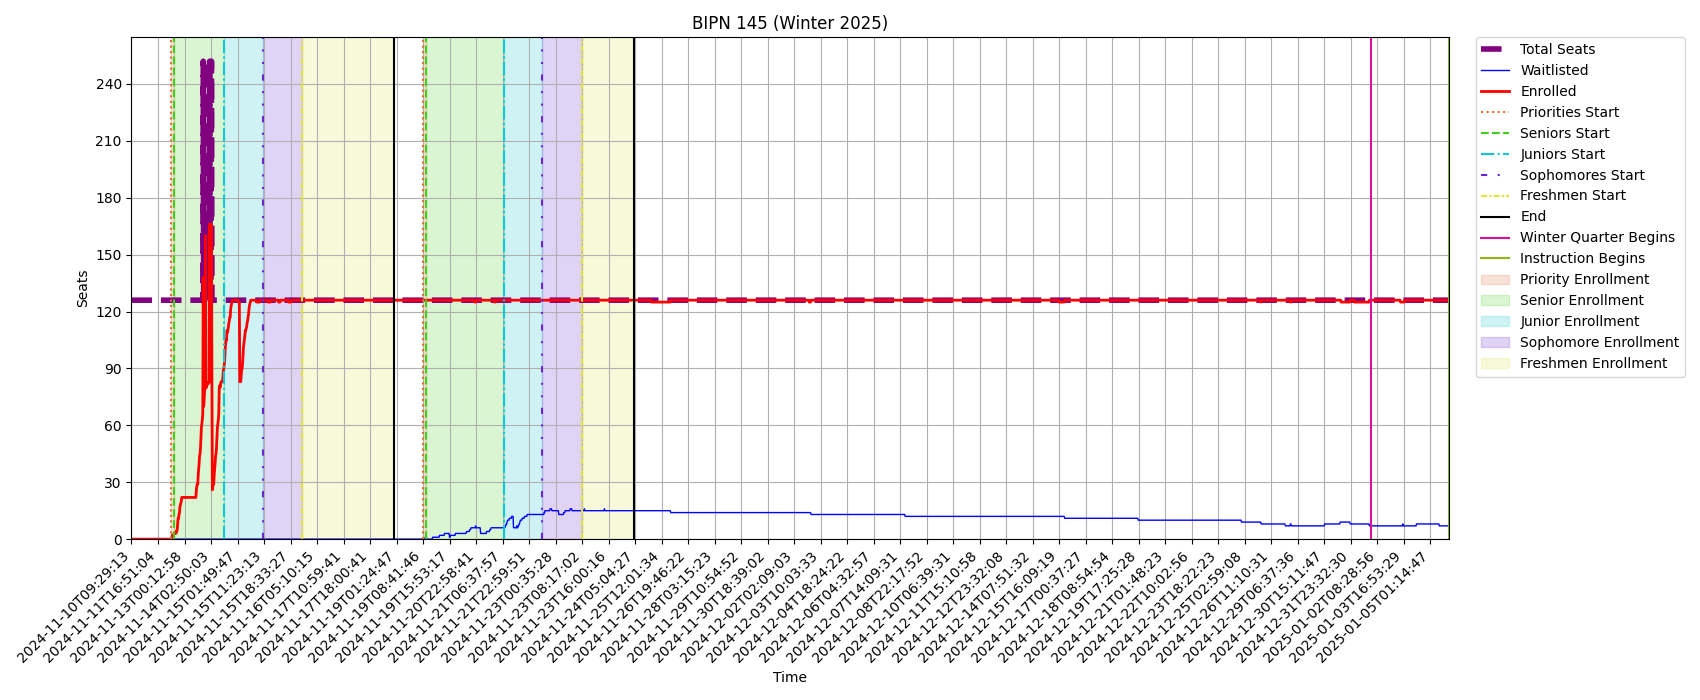 BIPN 145 (Winter 2025)
Seats
240
210
180
150
120
90
60
30
0
2024-11-10T09:29:13
2024-11-11T16:51:04
2024-11-13T00:12:58
2024-11-14T02:50:03
2024-11-15T01:49:47
2024-11-15T11:23:13
2024-11-15T18:33:27
2024-11-16T05:10:15
2024-11-17T10:59:41
2024-11-17T18:00:41
2024-11-19T01:24:47
2024-11-19T08:41:46
2024-11-19T15:53:17
2024-11-20T22:58:41
2024-11-21T06:37:57
2024-11-21T22:59:51
2024-11-23T00:35:28
2024-11-23T08:17:02
2024-11-23T16:00:16
2024-11-24T05:04:27
2024-11-25T12:01:34
2024-11-26T19:46:22
2024-11-28T03:15:23
2024-11-29T10:54:52
2024-11-30T18:39:02
2024-12-02T02:09:03
2024-12-03T10:03:33
2024-12-04T18:24:22
2024-12-06T04:32:57
2024-12-07T14:09:31
2024-12-08T22:17:52
2024-12-10T06:39:31
2024-12-11T15:10:58
2024-12-12T23:32:08
2024-12-14T07:51:32
2024-12-15T16:09:19
2024-12-17T00:37:27
2024-12-18T08:54:54
2024-12-19T17:25:28
2024-12-21T01:48:23
2024-12-22T10:02:56
2024-12-23T18:22:23
2024-12-25T02:59:08
2024-12-26T11:10:31
2024-12-29T06:37:36
2024-12-30T15:11:47
2024-12-31T23:32:30
2025-01-02T08:28:56
2025-01-03T16:53:29
2025-01-05T01:14:47
Time
Total Seats
Waitlisted
Enrolled
Priorities Start
Seniors Start
Juniors Start
Sophomores Start
Freshmen Start
End
Winter Quarter Begins
Instruction Begins
Priority Enrollment
Senior Enrollment
Junior Enrollment
Sophomore Enrollment
Freshmen Enrollment